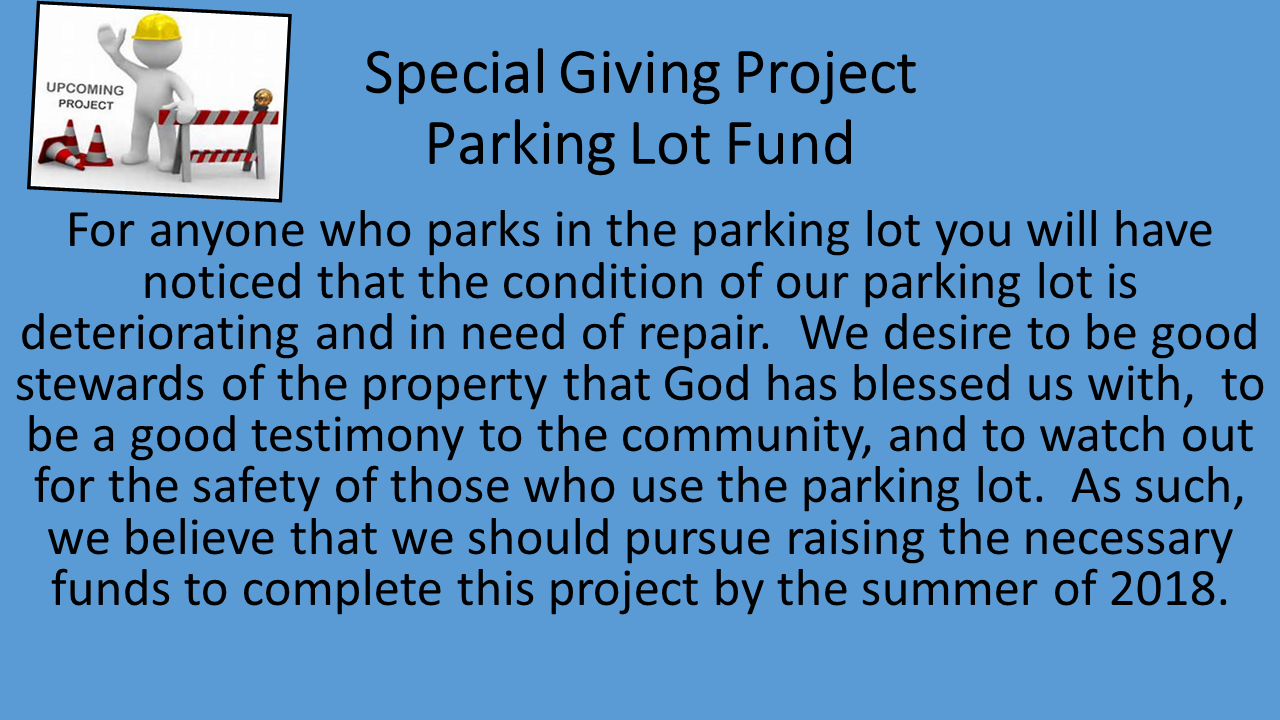 UPCOMING
PROJECT
Special Giving Project
Parking Lot Fund
For anyone who parks in the parking lot you will have
noticed that the condition of our parking lot is
deteriorating and in need of repair.  We desire to be good
stewards of the property that God has blessed us with,  to
be a good testimony to the community, and to watch out
for the safety of those who use the parking lot.  As such,
we believe that we should pursue raising the necessary
funds to complete this project by the summer of 2018.